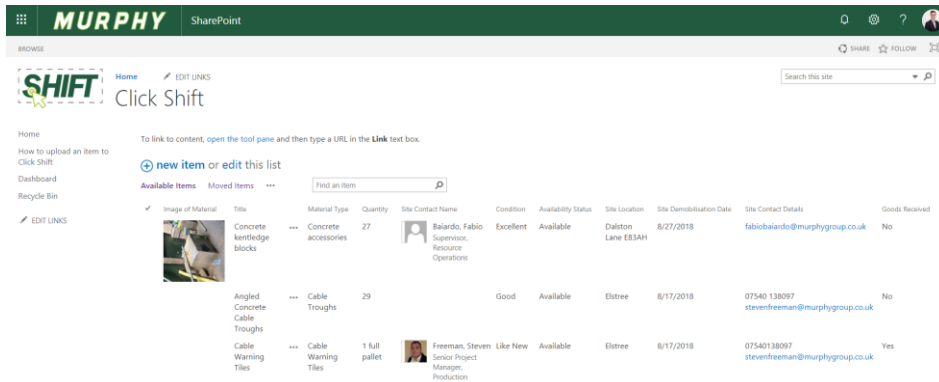 MURPHY SharePoint ?
BROWSE SHARE FOLLOW
SHIFT Home EDIT LINKS Search this site
Click Shift
Home
How to upload an item to
Click Shift
Dashboard
Recycle Bin
EDIT LINKS
To link to content, open the tool pane and then type a URL in the Link text box.
new item or edit this list
Available Items Moved Items ••• Find an item
Image of Material Title Material Type Quantity Site Contact Name Condition Availability Status Site Location Site Demobilisation Date Site Contact Details Goods Received
Concrete ••• Concrete 27 Baiardo, Fabio Excellent Available Dalston 8/27/2018 fabiobaiardo@murphygroup.co.uk No
kentledge accessories Supervisor, Lane E83AH
blocks Resource
Operations
Angled ••• Cable 29 Good Available Elstree 8/17/2018 07540 138097 No
Concrete Troughs stevenfreeman@murphygroup.co.uk
Cable
Troughs
Cable ••• Cable 1 full Freeman, Steven Like New Available Elstree 8/17/2018 07540138097 Yes
Warning Warning pallet Senior Project stevenfreeman@murphygroup.co.uk
Tiles Tiles Manager,
Production